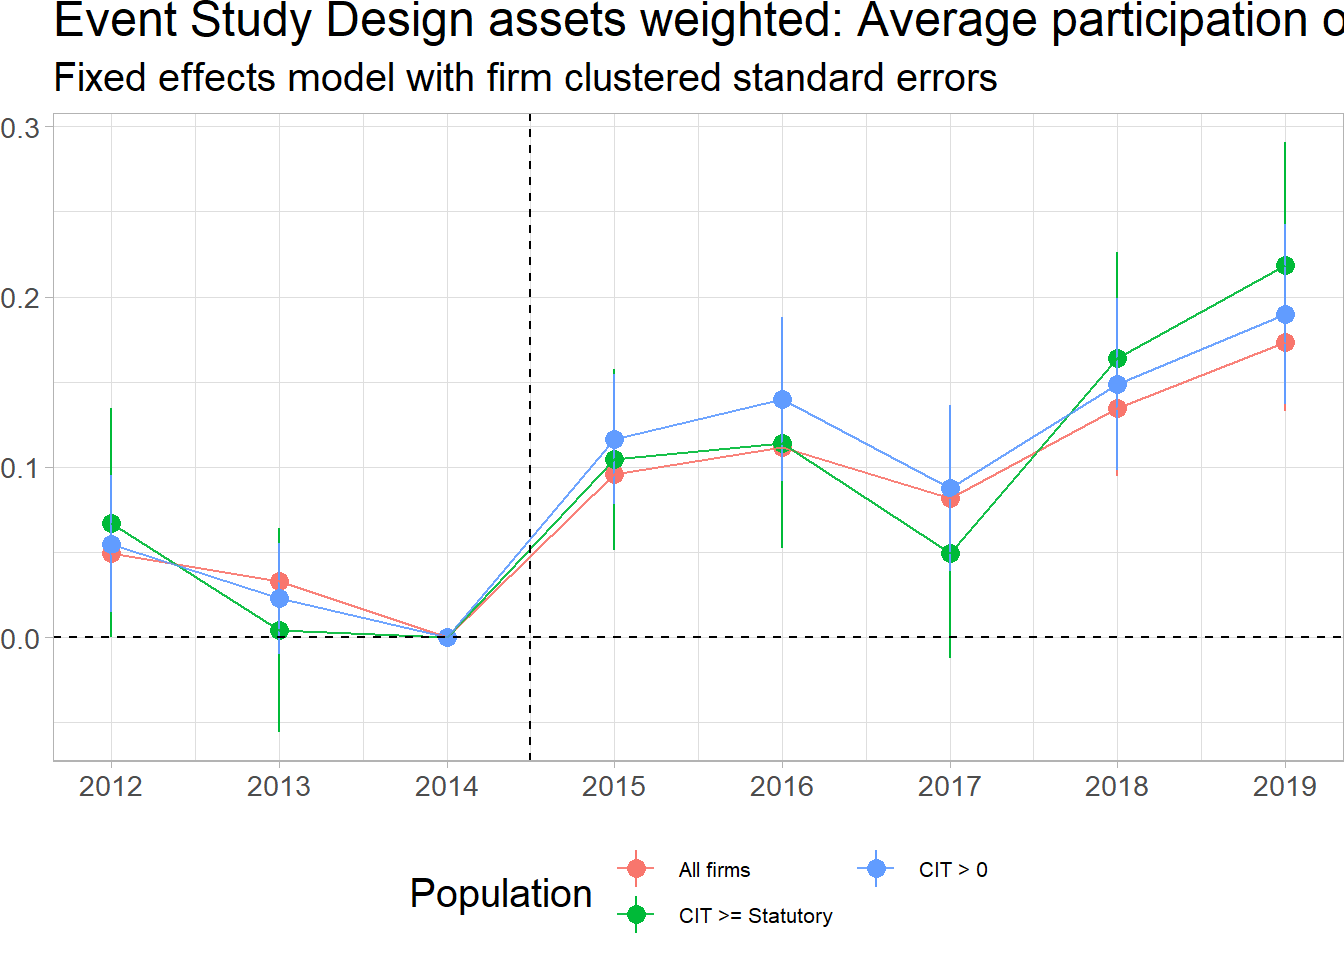 Event Study Design assets weighted: Average participation o
Fixed effects model with firm clustered standard errors
0.3
0.2
0.1
0.0
2012 2013 2014 2015 2016 2017 2018 2019
Population
All firms
CIT > 0
CIT >= Statutory